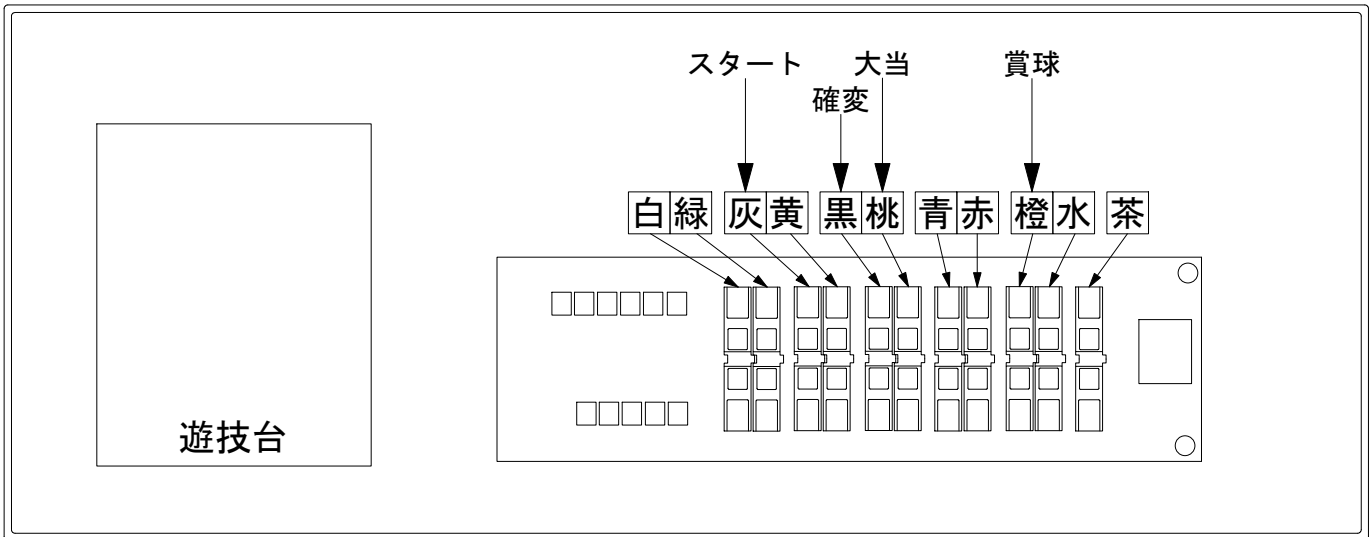 スタート 大当 賞球
確変
白緑 灰黄 黒桃 青赤 橙水 茶
遊技台